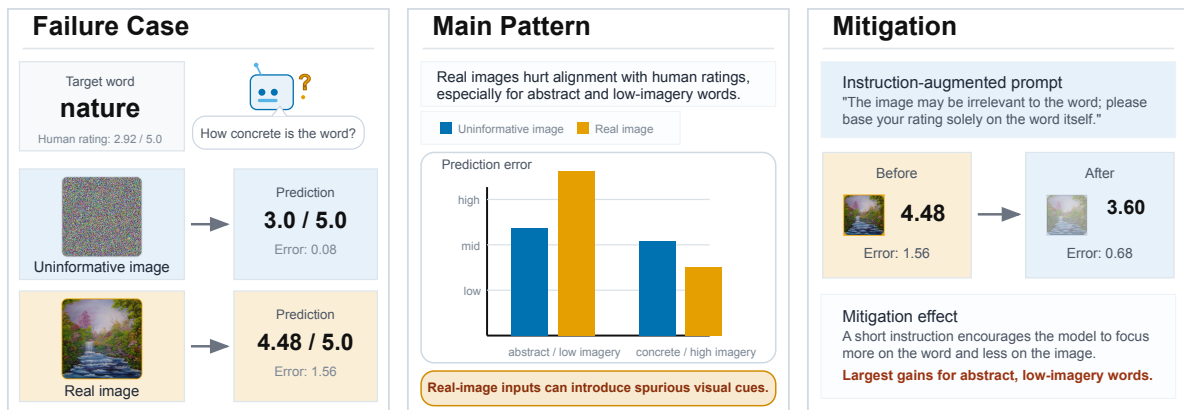 Failure Case
Target word
nature
Human rating: 2.92 / 5.0
?
How concrete is the word?
Uninformative image
Prediction
3.0 / 5.0
Error: 0.08
Real image
Prediction
4.48 / 5.0
Error: 1.56
Main Pattern
Real images hurt alignment with human ratings,
especially for abstract and low-imagery words.
Uninformative image
Real image
Prediction error
high
mid
low
abstract / low imagery
concrete / high imagery
Real-image inputs can introduce spurious visual cues.
Mitigation
Instruction-augmented prompt
"The image may be irrelevant to the word; please
base your rating solely on the word itself."
Before
4.48
Error: 1.56
After
3.60
Error: 0.68
Mitigation effect
A short instruction encourages the model to focus
more on the word and less on the image.
Largest gains for abstract, low-imagery words.